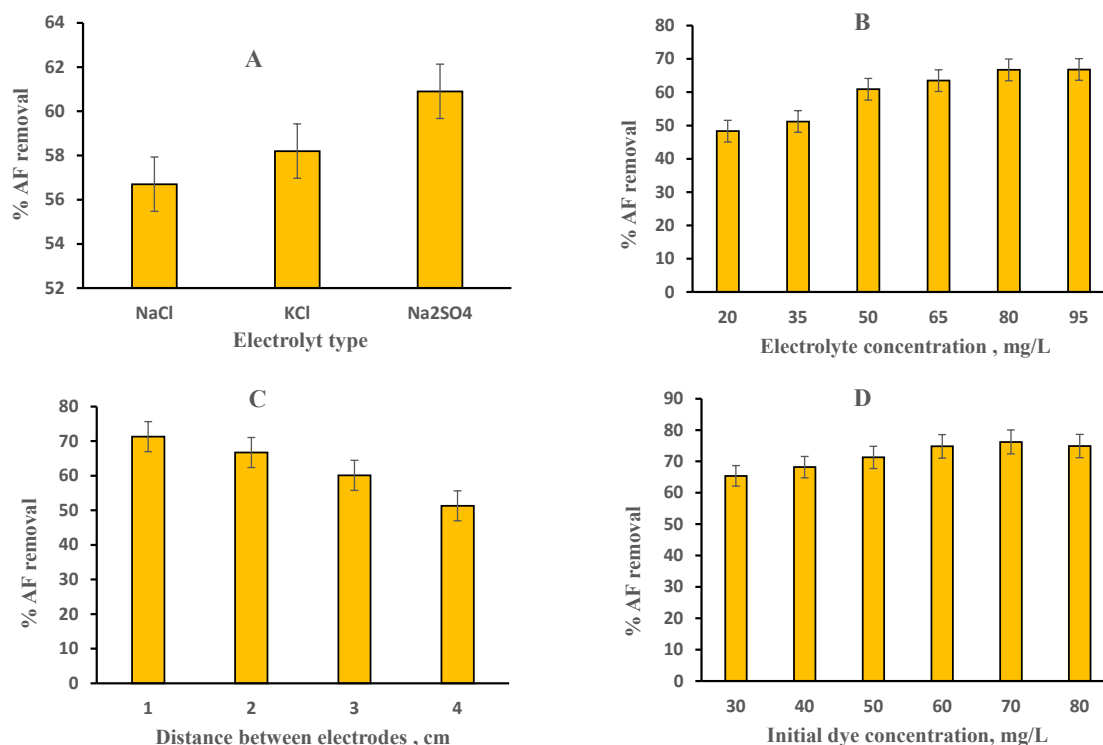 A
% AF removal
64
62
60
58
56
54
52
NaCl KCl Na2SO4
Electrolyt type
B
% AF removal
80
70
60
50
40
30
20
10
0
20 35 50 65 80 95
Electrolyte concentration , mg/L
C
% AF removal
80
70
60
50
40
30
20
10
0
1 2 3 4
Distance between electrodes , cm
D
% AF removal
90
80
70
60
50
40
30
20
10
0
30 40 50 60 70 80
Initial dye concentration, mg/L